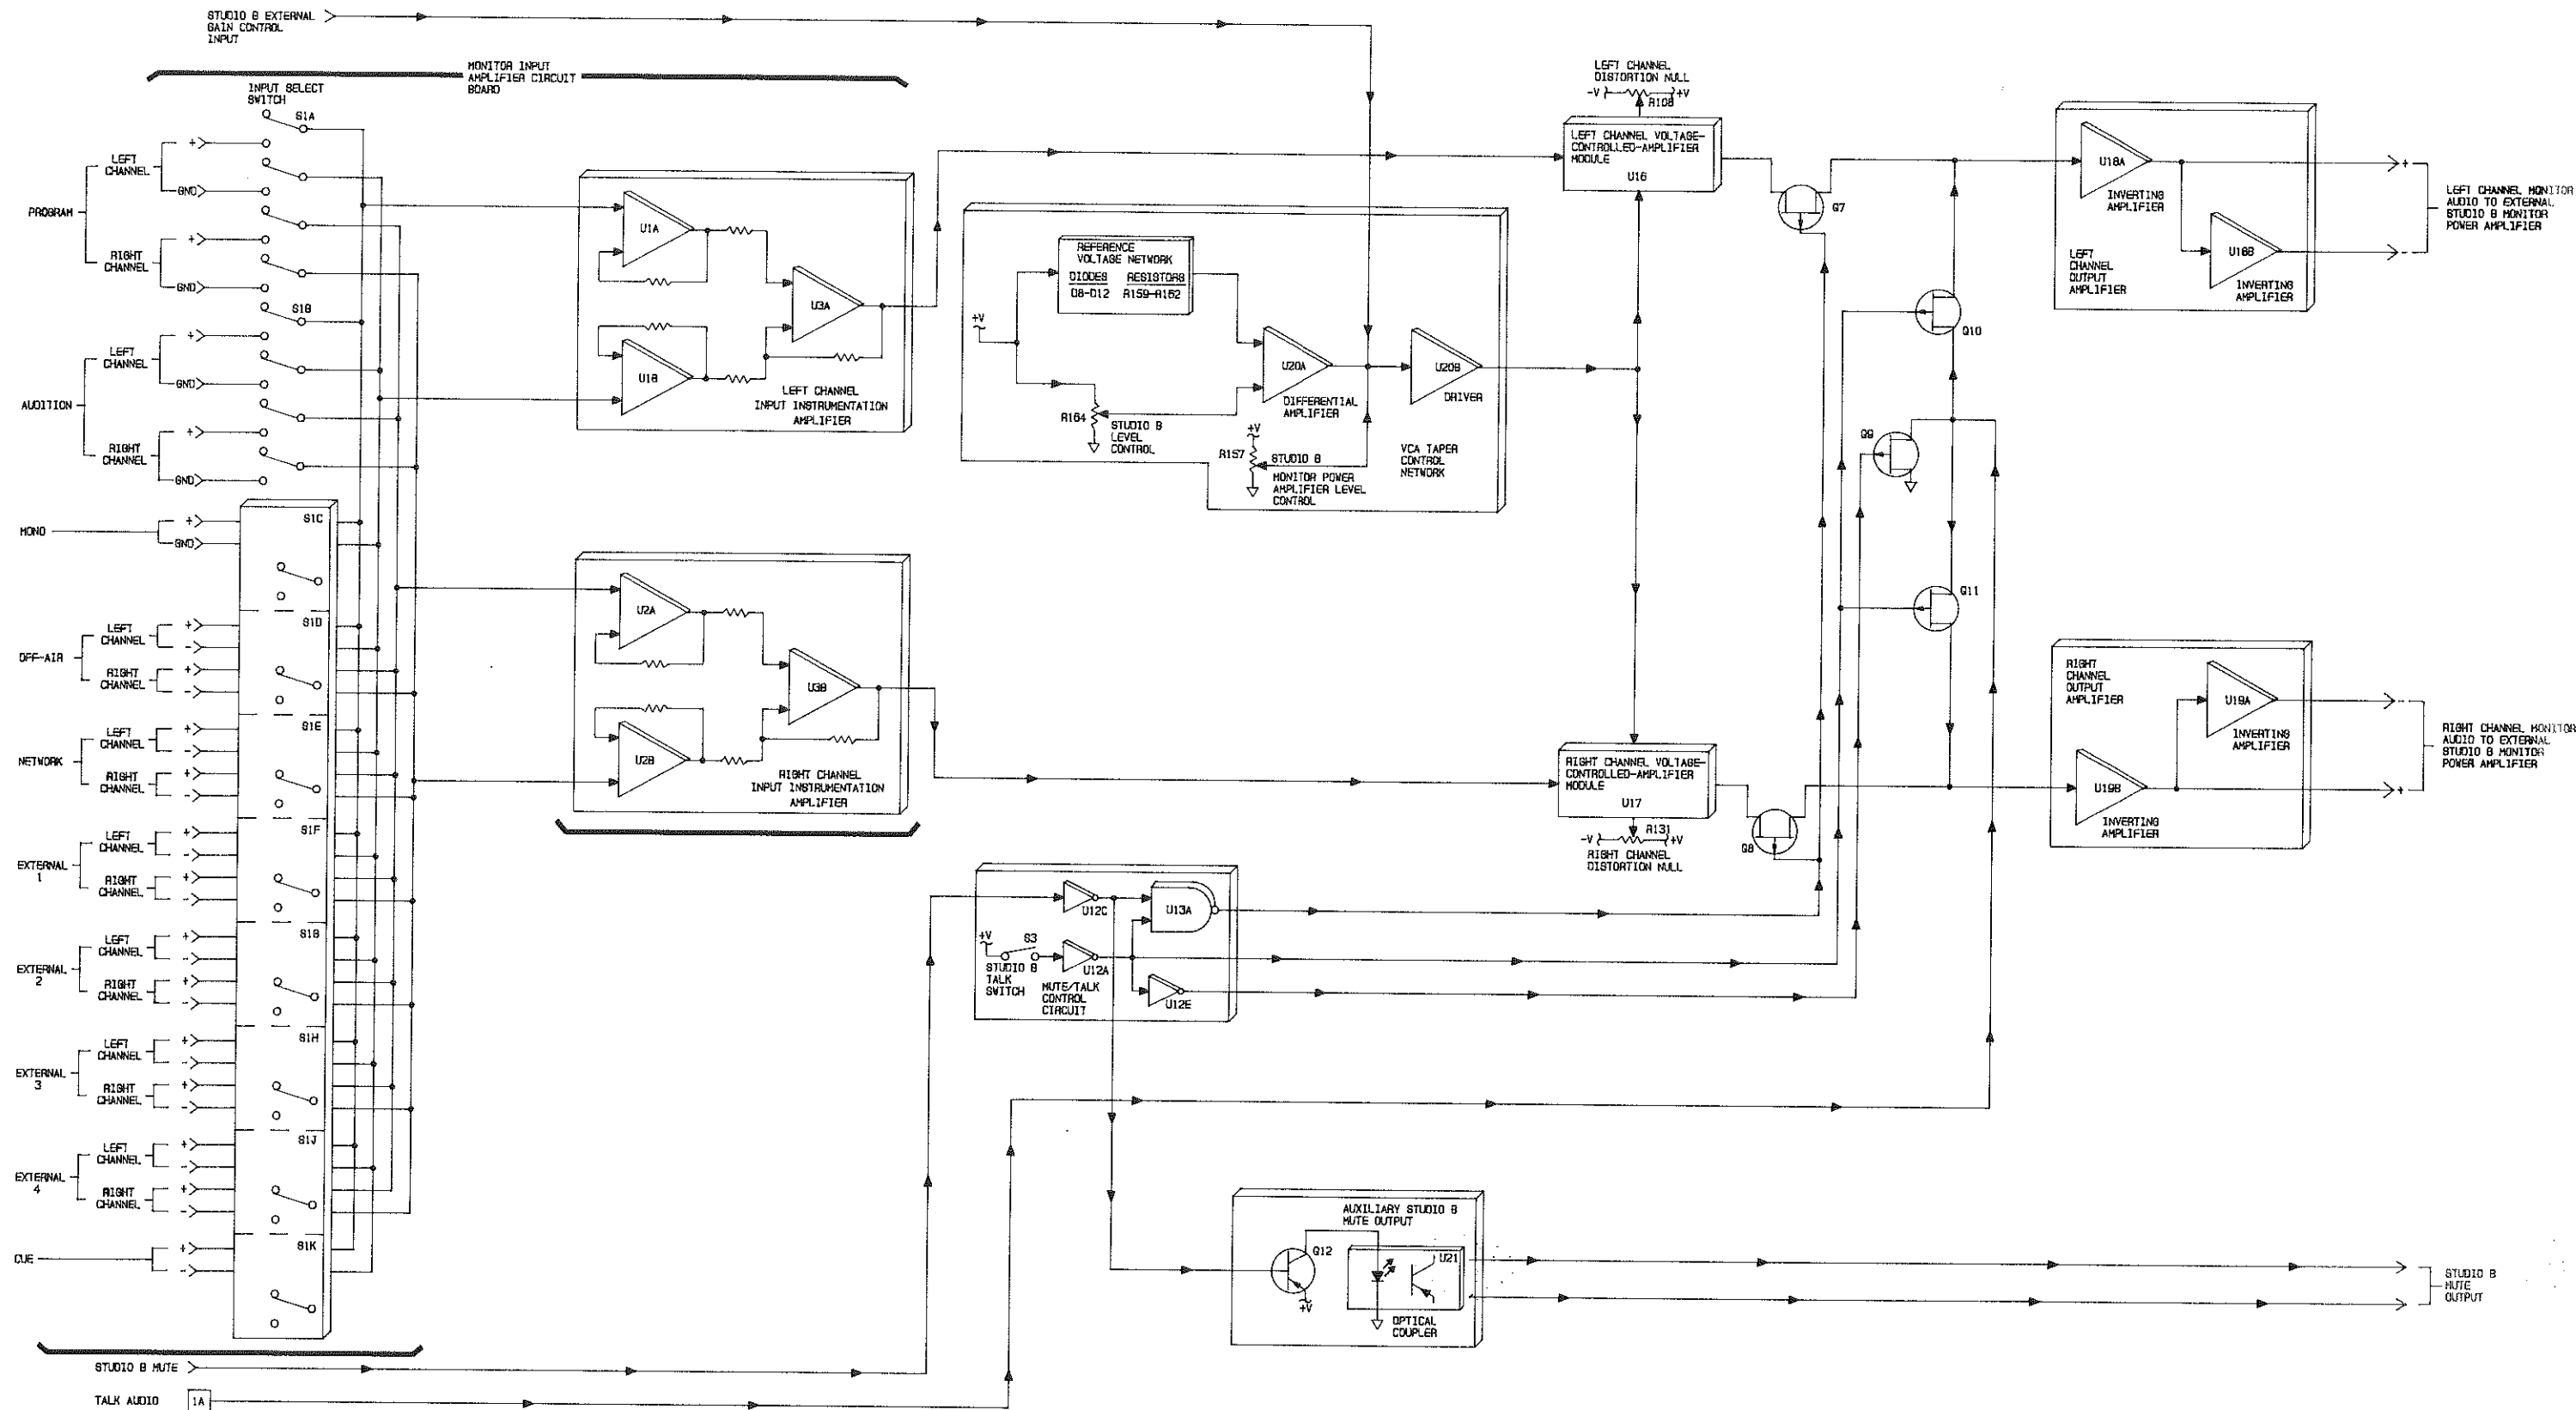 STUDIO B EXTERNAL
GAIN CONTROL
INPUT
MONITOR INPUT
AMPLIFIER CIRCUIT
BOARD
INPUT SELECT
SWITCH
S1A
PROGRAM
LEFT
CHANNEL
+
GND
RIGHT
CHANNEL
+
GND
S1B
AUDITION
LEFT
CHANNEL
+
GND
RIGHT
CHANNEL
+
GND
MONO
+
GND
S1C
OFF-AIR
LEFT
CHANNEL
+
-
RIGHT
CHANNEL
+
-
S1D
NETWORK
LEFT
CHANNEL
+
-
RIGHT
CHANNEL
+
-
S1E
EXTERNAL
1
LEFT
CHANNEL
+
-
RIGHT
CHANNEL
+
-
S1F
EXTERNAL
2
LEFT
CHANNEL
+
-
RIGHT
CHANNEL
+
-
S1G
EXTERNAL
3
LEFT
CHANNEL
+
-
RIGHT
CHANNEL
+
-
S1H
EXTERNAL
4
LEFT
CHANNEL
+
-
RIGHT
CHANNEL
+
-
S1J
CUE
+
-
S1K
STUDIO B MUTE
TALK AUDIO 1A
U1A
U1B
U3A
LEFT CHANNEL
INPUT INSTRUMENTATION
AMPLIFIER
U2A
U2B
U3B
RIGHT CHANNEL
INPUT INSTRUMENTATION
AMPLIFIER
REFERENCE
VOLTAGE NETWORK
DIODES RESISTORS
D8-D12 R159-R162
+V
R164
STUDIO B
LEVEL
CONTROL
U20A
DIFFERENTIAL
AMPLIFIER
U20B
DRIVER
+V
R157
STUDIO B
MONITOR POWER
AMPLIFIER LEVEL
CONTROL
VCA TAPER
CONTROL
NETWORK
LEFT CHANNEL
DISTORTION NULL
-V +V
R108
LEFT CHANNEL VOLTAGE-
CONTROLLED-AMPLIFIER
MODULE
U16
Q7
RIGHT CHANNEL VOLTAGE-
CONTROLLED-AMPLIFIER
MODULE
U17
-V R131 +V
RIGHT CHANNEL
DISTORTION NULL
Q8
Q10
Q9
Q11
U18A
INVERTING
AMPLIFIER
U18B
INVERTING
AMPLIFIER
LEFT
CHANNEL
OUTPUT
AMPLIFIER
+
-
LEFT CHANNEL MONITOR
AUDIO TO EXTERNAL
STUDIO B MONITOR
POWER AMPLIFIER
RIGHT
CHANNEL
OUTPUT
AMPLIFIER
U19A
INVERTING
AMPLIFIER
U19B
INVERTING
AMPLIFIER
-
+
RIGHT CHANNEL MONITOR
AUDIO TO EXTERNAL
STUDIO B MONITOR
POWER AMPLIFIER
U12C
U13A
+V
S3
STUDIO B
TALK
SWITCH
U12A
MUTE/TALK
CONTROL
CIRCUIT
U12E
AUXILIARY STUDIO B
MUTE OUTPUT
Q12
+V
U21
OPTICAL
COUPLER
STUDIO B
MUTE
OUTPUT